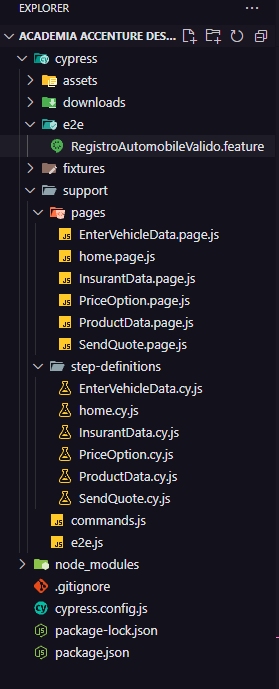 EXPLORER
ACADEMIA ACCENTURE DES...
cypress
assets
downloads
e2e
RegistroAutomobileValido.feature
fixtures
support
pages
JS EnterVehicleData.page.js
JS home.page.js
JS InsurantData.page.js
JS PriceOption.page.js
JS ProductData.page.js
JS SendQuote.page.js
step-definitions
EnterVehicleData.cy.js
home.cy.js
InsurantData.cy.js
PriceOption.cy.js
ProductData.cy.js
SendQuote.cy.js
JS commands.js
JS e2e.js
node_modules
.gitignore
cy cypress.config.js
JS package-lock.json
JS package.json